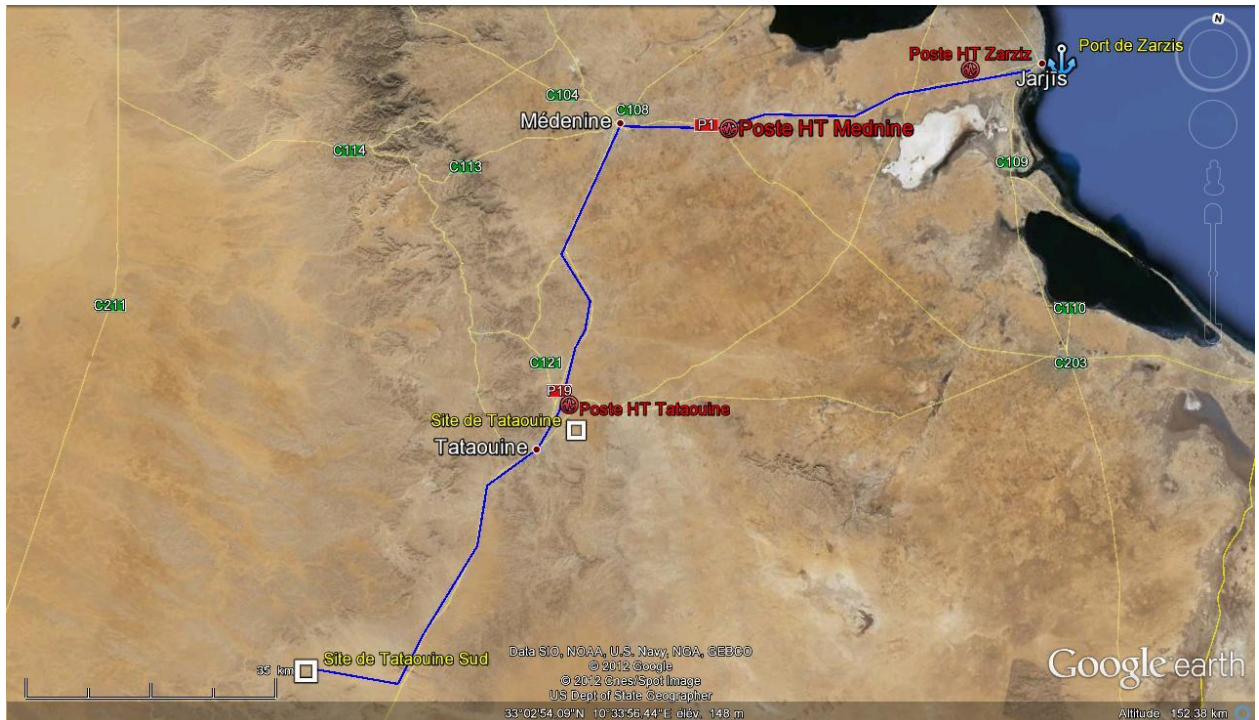 N
Port de Zarzis
Poste HT Zarziz
Jarjis
C104
C108
Médenine
P1
Poste HT Mednine
C114
C113
C109
C211
C110
C121
C203
P19
Poste HT Tataouine
Site de Tataouine
Tataouine
Site de Tataouine Sud
35 km
Data SIO, NOAA, U.S. Navy, NGA, GEBCO
© 2012 Google
© 2012 Cnes/Spot Image
US Dept of State Geographer
Google earth
33°02'54.09"N 10°33'56.44"E élév. 148 m
Altitude 152.38 km